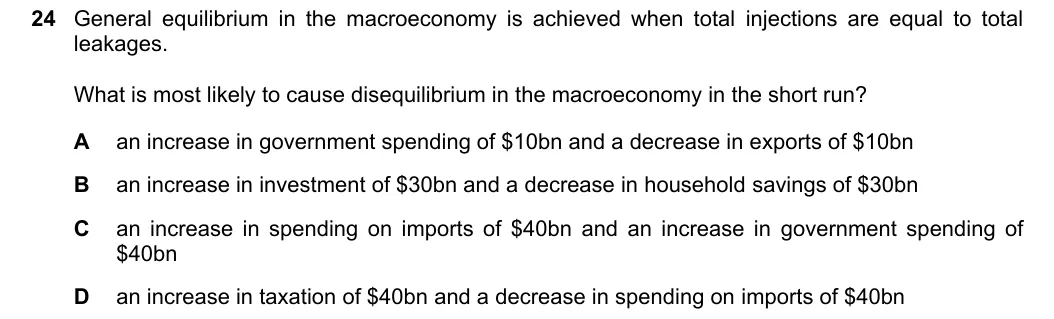 24 General equilibrium in the macroeconomy is achieved when total injections are equal to total
leakages.
What is most likely to cause disequilibrium in the macroeconomy in the short run?
A an increase in government spending of $10bn and a decrease in exports of $10bn
B an increase in investment of $30bn and a decrease in household savings of $30bn
C an increase in spending on imports of $40bn and an increase in government spending of
$40bn
D an increase in taxation of $40bn and a decrease in spending on imports of $40bn